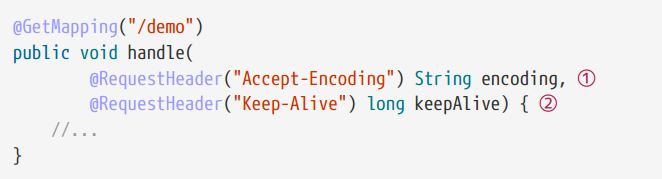 @GetMapping("/demo")
public void handle(
@RequestHeader("Accept-Encoding") String encoding, ①
@RequestHeader("Keep-Alive") long keepAlive) { ②
//...
}